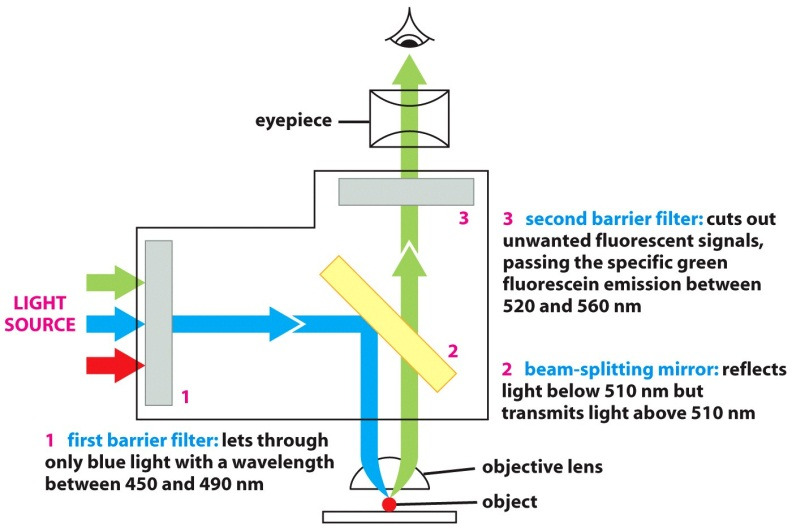 eyepiece
3
3 second barrier filter: cuts out
unwanted fluorescent signals,
passing the specific green
fluorescein emission between
520 and 560 nm
LIGHT
SOURCE
2
2 beam-splitting mirror: reflects
light below 510 nm but
transmits light above 510 nm
1
1 first barrier filter: lets through
only blue light with a wavelength
between 450 and 490 nm
objective lens
object